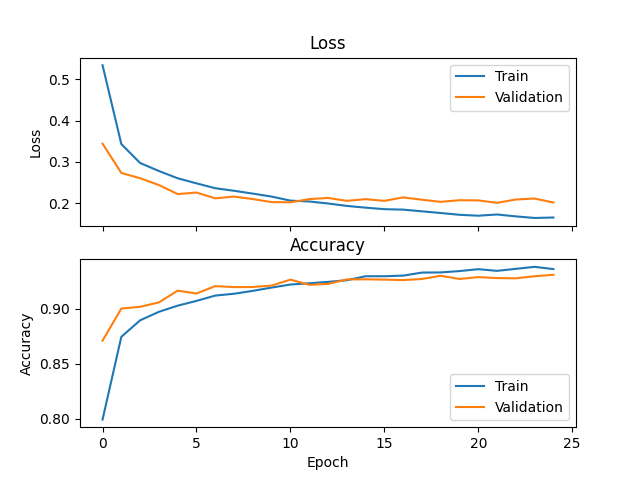 Loss
0.5
0.4
0.3
0.2
Loss
Train
Validation
Accuracy
0.90
0.85
0.80
Accuracy
Train
Validation
0 5 10 15 20 25
Epoch